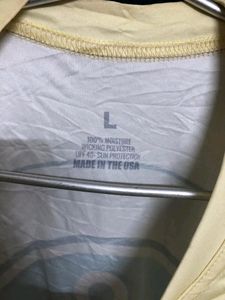 L
100% MOISTURE
WICKING POLYESTER
UPF 40+ SUN PROTECTION
MADE IN THE USA